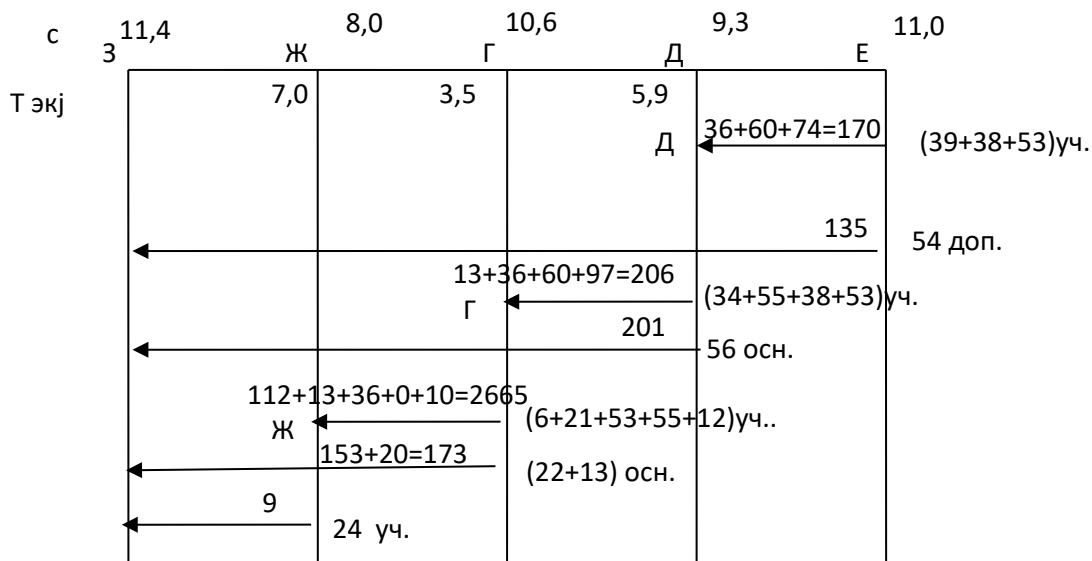 с 11,4 8,0 10,6 9,3 11,0
З Ж Г Д Е
Т экј 7,0 3,5 5,9
36+60+74=170
Д (39+38+53)уч.
135
54 доп.
13+36+60+97=206
Г (34+55+38+53)уч.
201
56 осн.
112+13+36+0+10=2665
Ж (6+21+53+55+12)уч..
153+20=173
(22+13) осн.
9
24 уч.